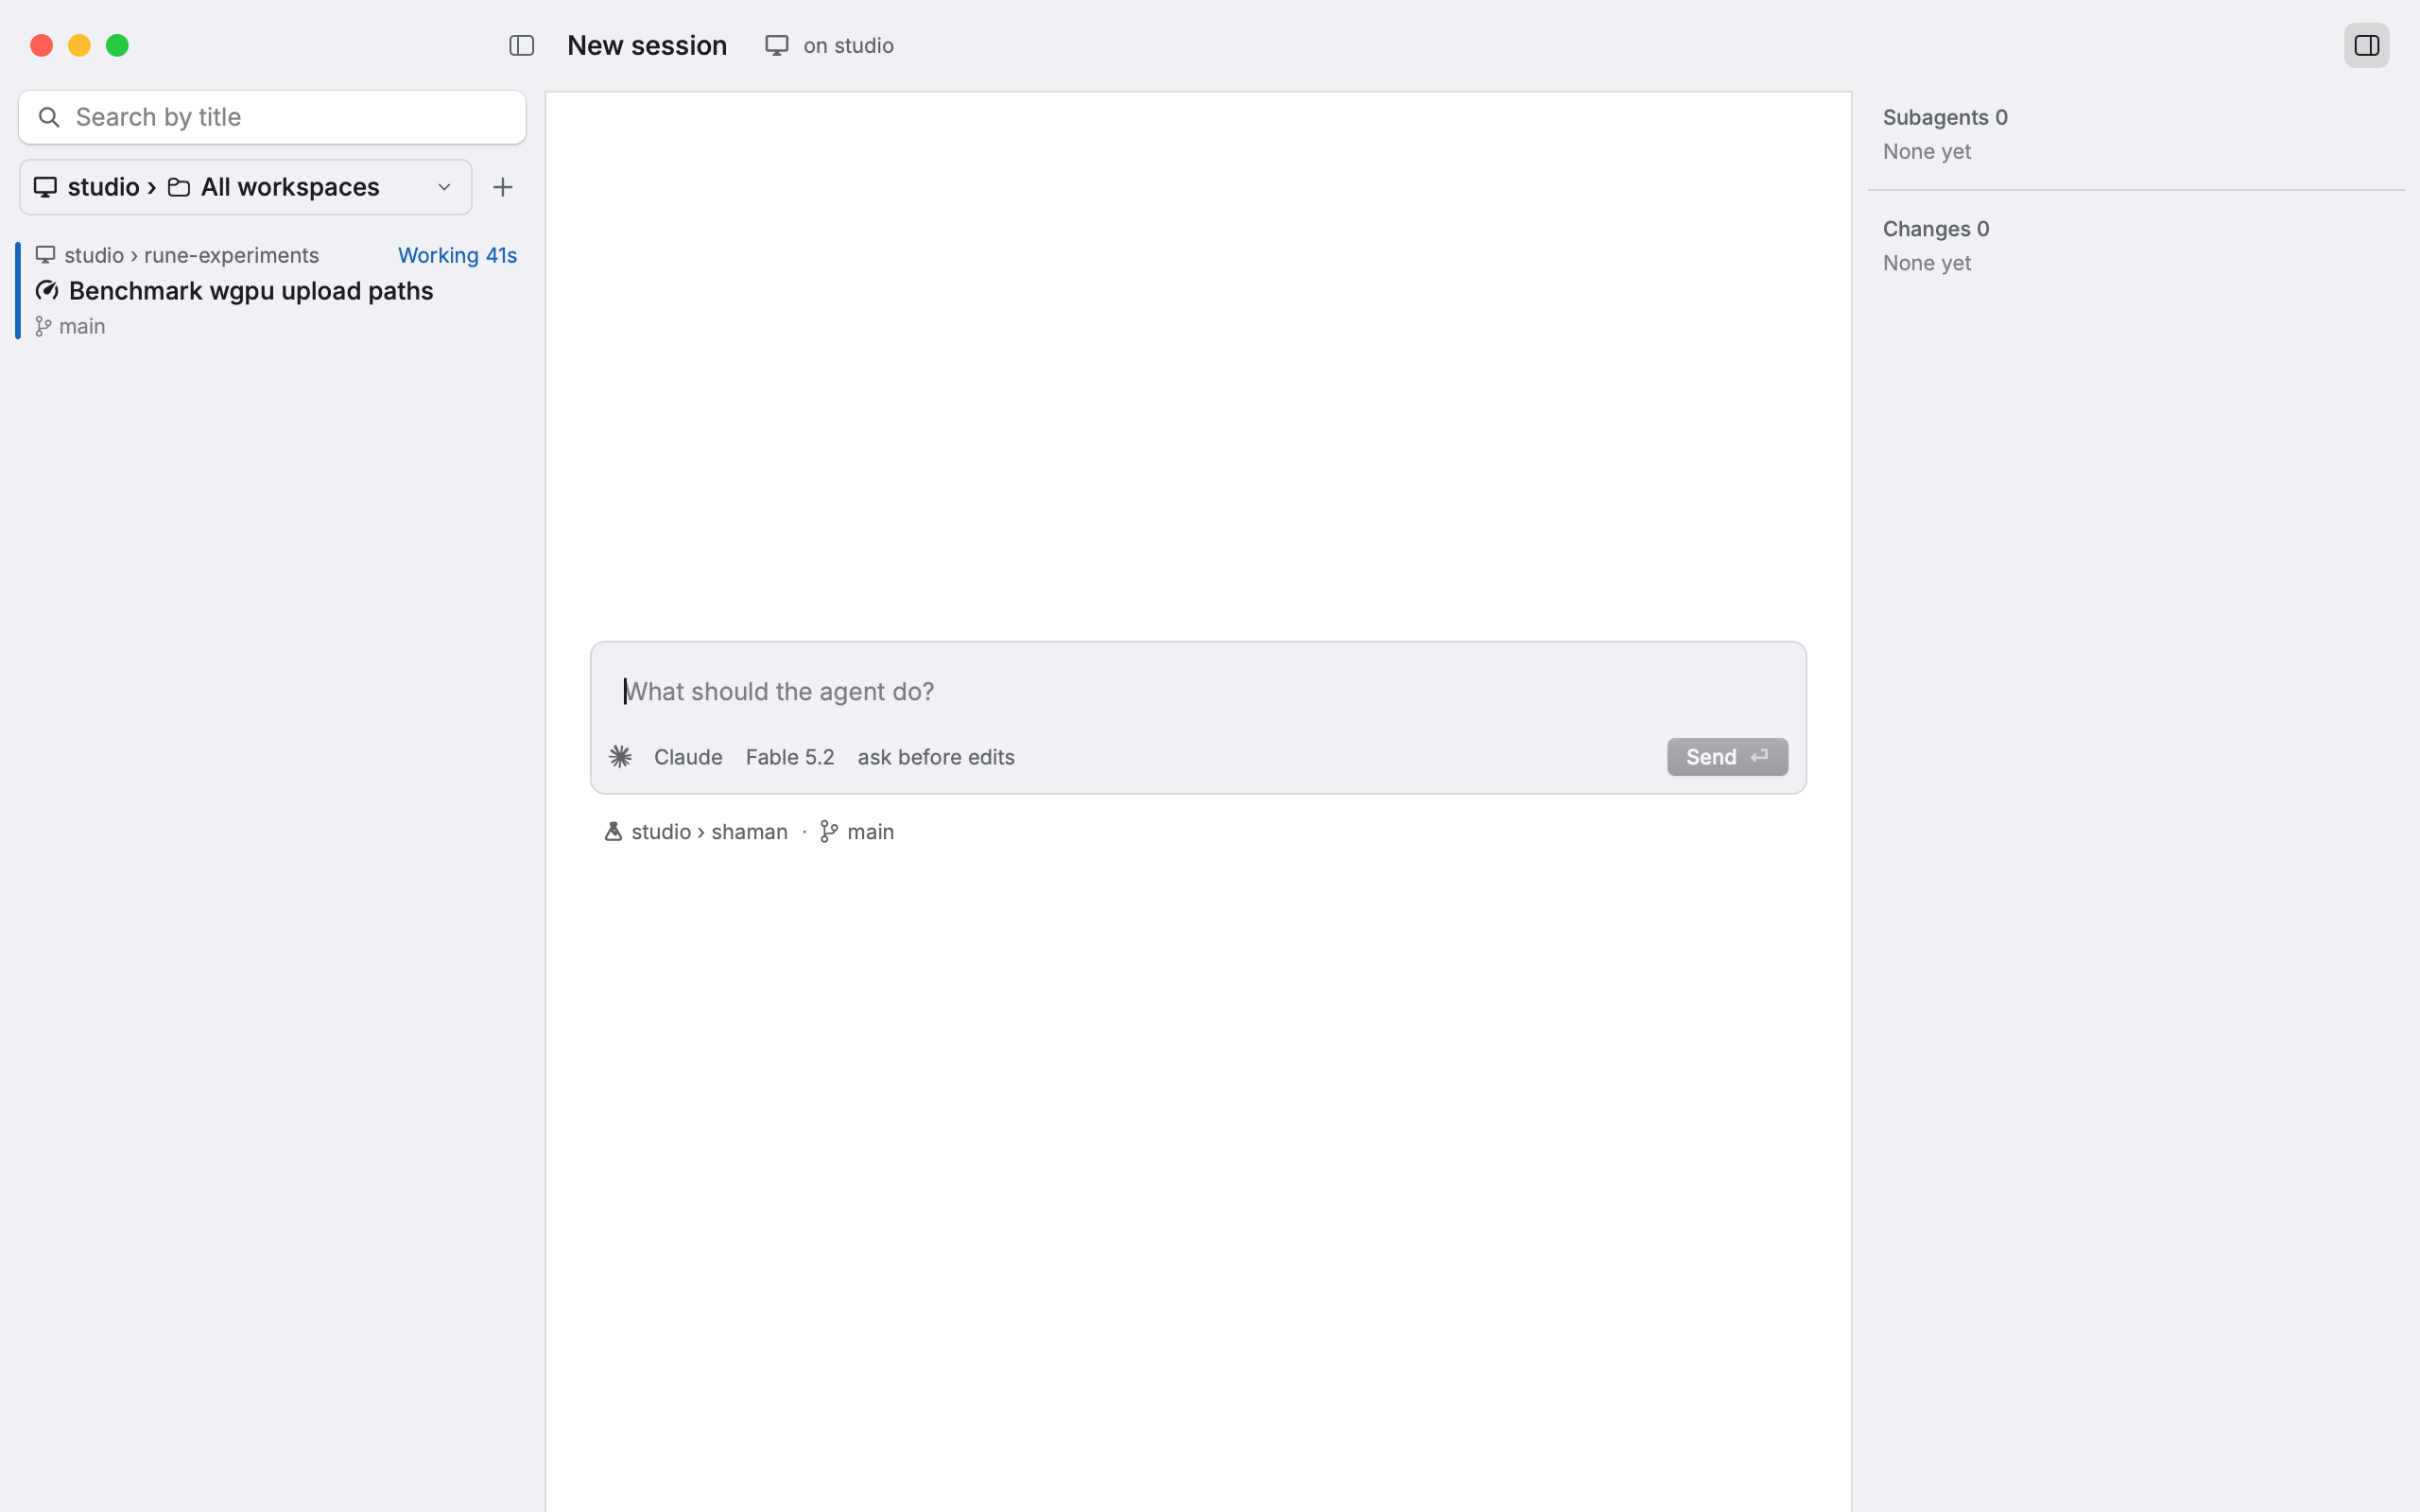 New session
on studio
Search by title
studio › All workspaces
studio › rune-experiments
Working 41s
Benchmark wgpu upload paths
main
What should the agent do?
Claude
Fable 5.2
ask before edits
Send
studio › shaman · main
Subagents 0
None yet
Changes 0
None yet